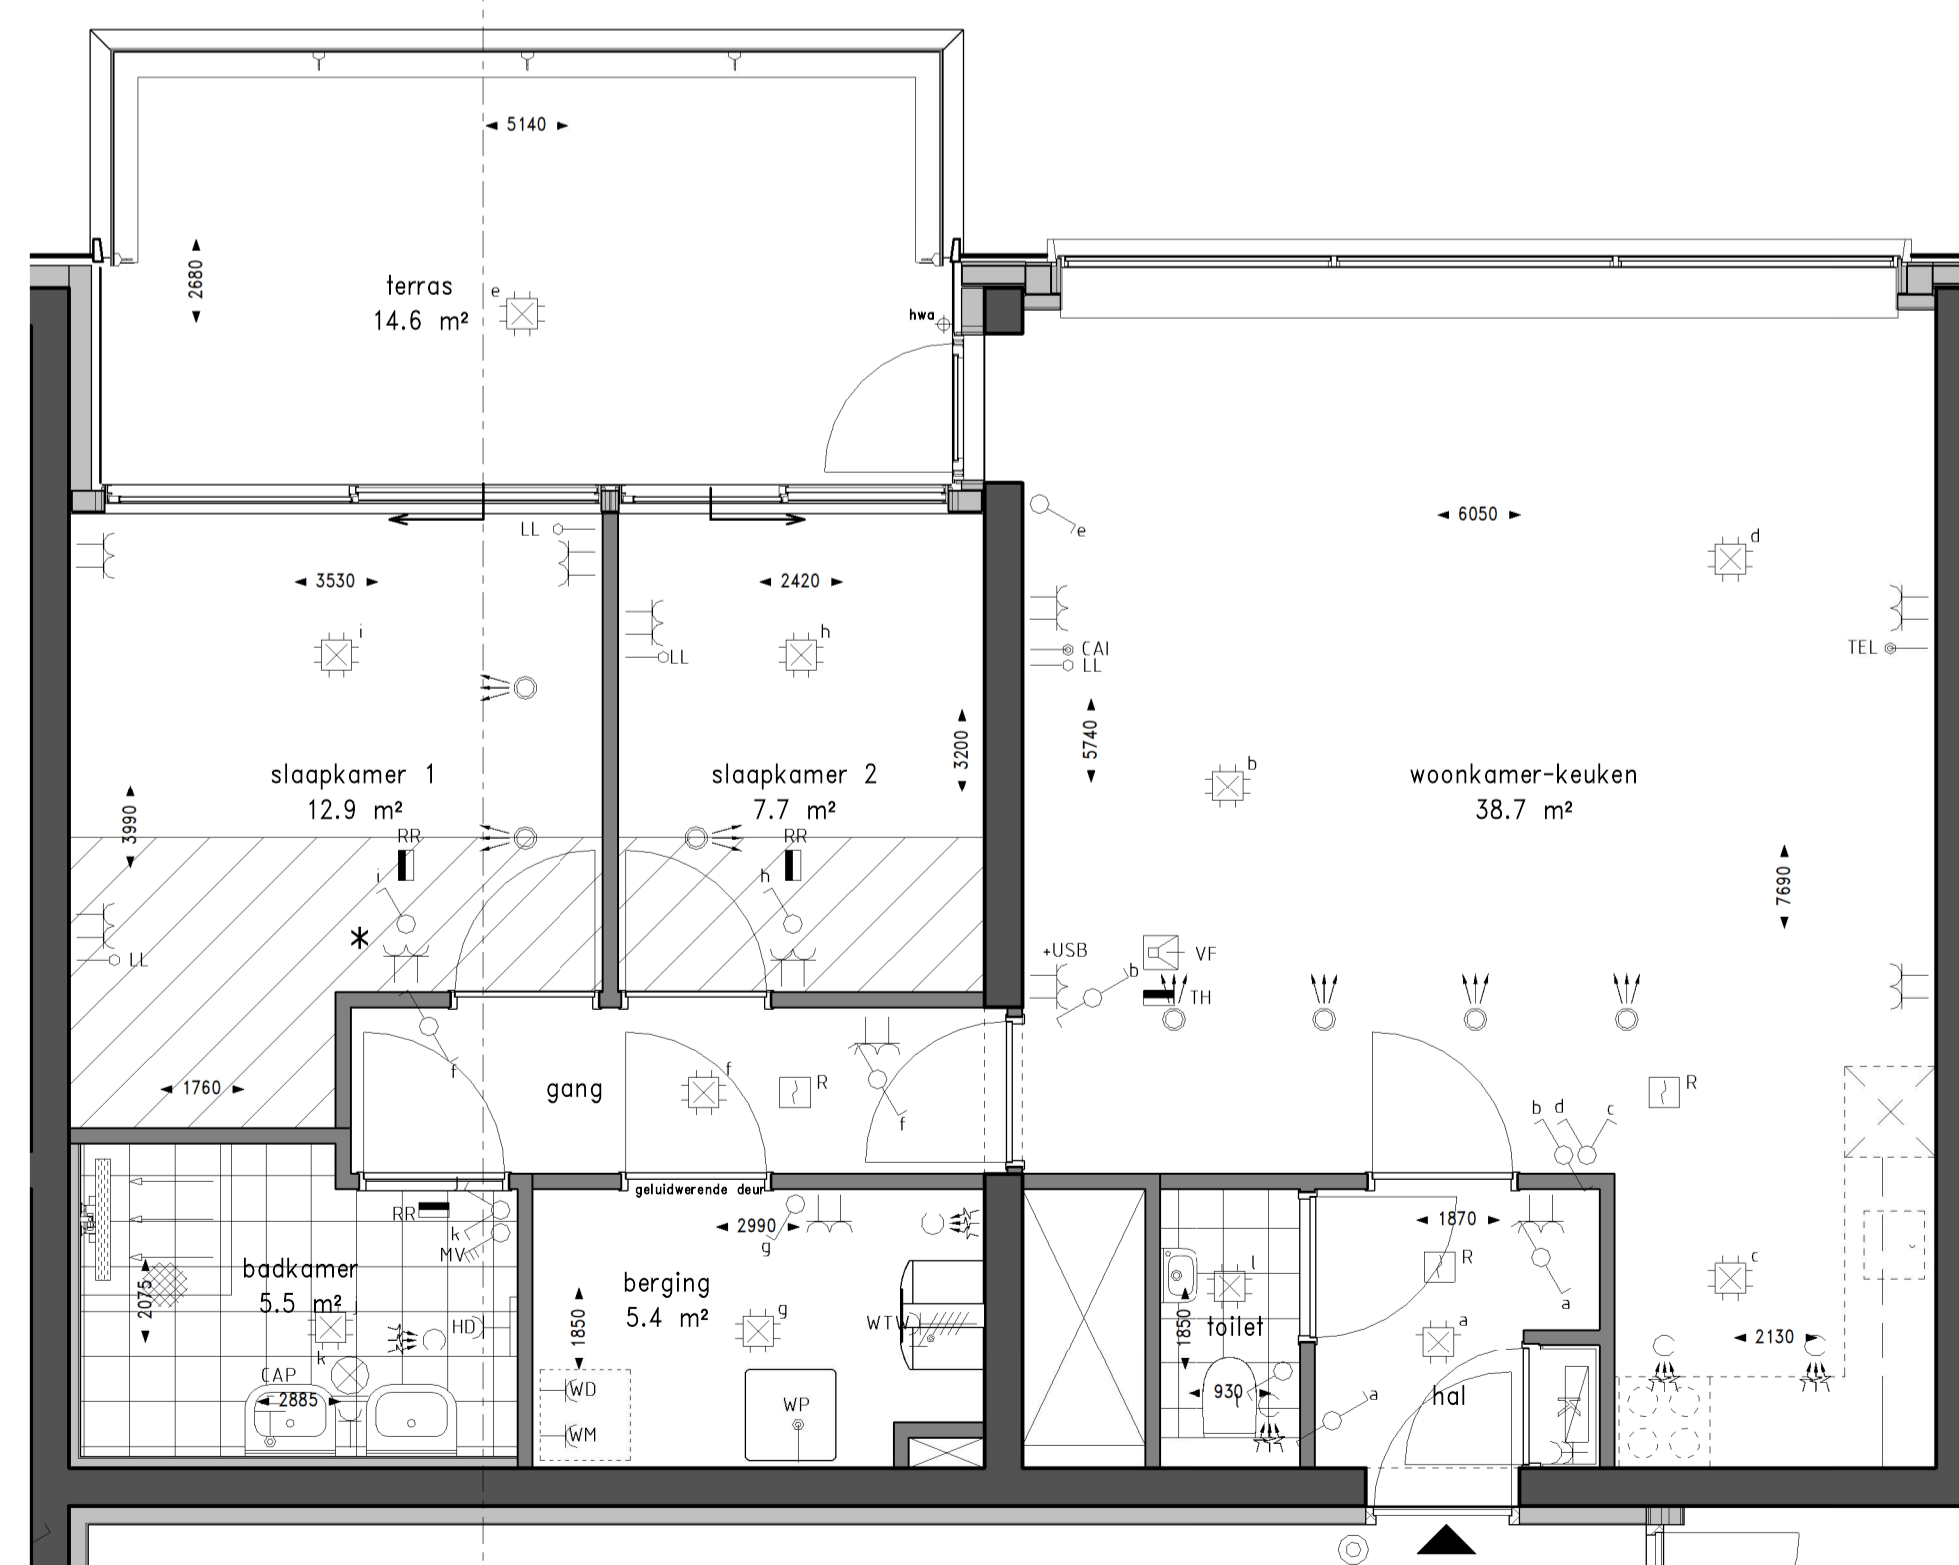 5140
2680
terras
14.6 m²
e
hwa
LL
e
6050
d
3530
2420
i
h
LL
CAI
LL
TEL
5740
3200
b
slaapkamer 1
12.9 m²
slaapkamer 2
7.7 m²
woonkamer-keuken
38.7 m²
3990
RR
RR
i
h
*
7690
LL
+USB
b
VF
TH
1760
f
gang
f
R
f
R
b d c
geluidwerende deur
RR
k
MV
2990
g
1870
R
l
a
c
badkamer
5.5 m²
2075
j
k
HD
CAP
2885
berging
5.4 m²
g
1850
WTW
WD
WM
WP
1850
toilet
930
l
a
a
hal
2130